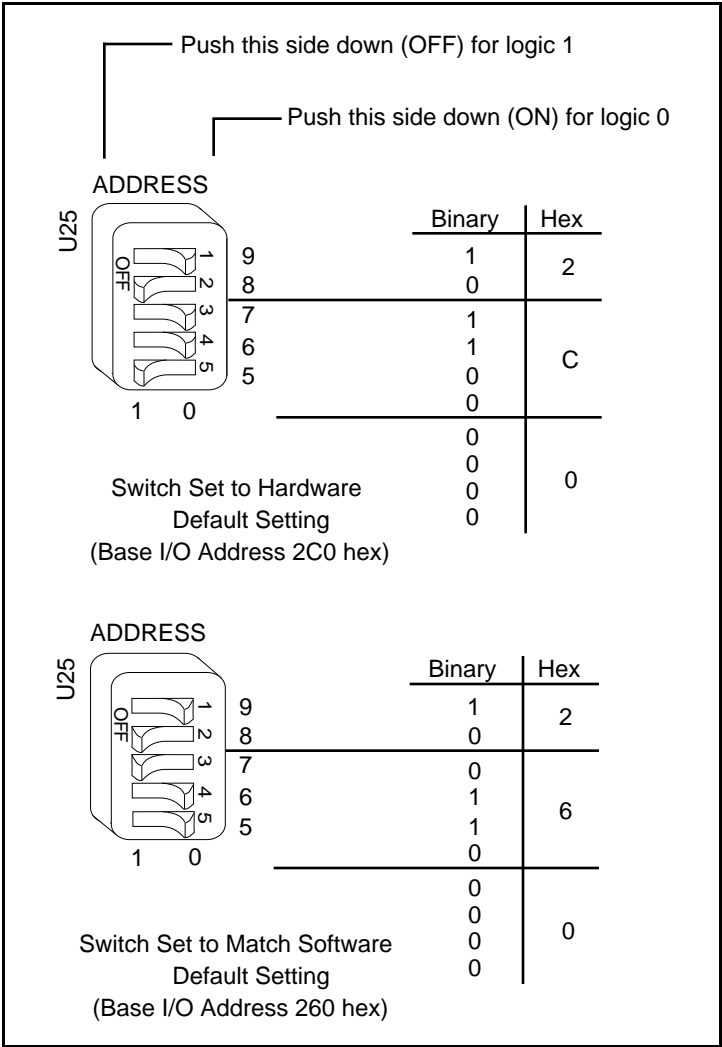 Push this side down (OFF) for logic 1
Push this side down (ON) for logic 0
ADDRESS
U25
OFF
1
2
3
4
5
9
8
7
6
5
1 0
Binary Hex
1
0
2
1
1
0
0
C
0
0
0
0
0
Switch Set to Hardware
Default Setting
(Base I/O Address 2C0 hex)
ADDRESS
U25
OFF
1
2
3
4
5
9
8
7
6
5
1 0
Binary Hex
1
0
2
0
1
1
0
6
0
0
0
0
0
Switch Set to Match Software
Default Setting
(Base I/O Address 260 hex)